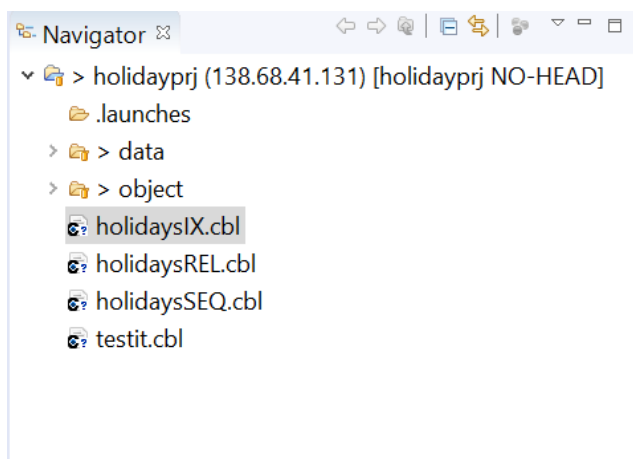 Navigator
> holidayprj (138.68.41.131) [holidayprj NO-HEAD]
.launches
> data
> object
holidaysIX.cbl
holidaysREL.cbl
holidaysSEQ.cbl
testit.cbl